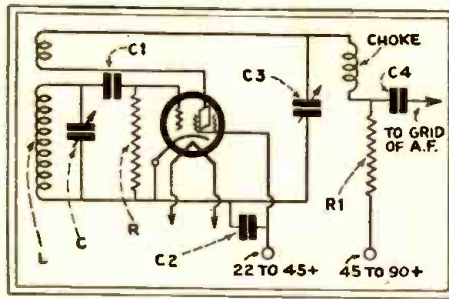 C1
CHOKE
C3
C4
TO GRID
OF A.F.
R1
L
C
R
C2
22 TO 45+
45 TO 90+